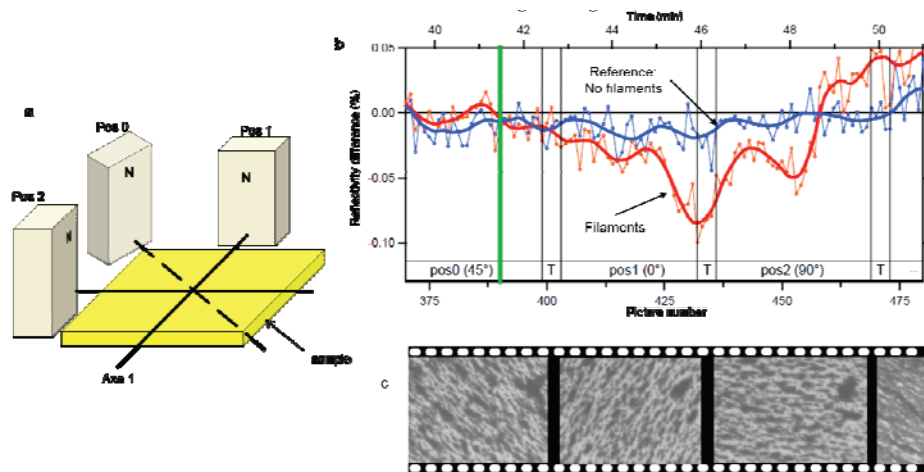 Time (min)
40 42 44 46 48 50
b
0.05
0.00
-0.05
-0.10
Reflectivity difference (%)
Reference:
No filaments
Filaments
pos0 (45°) T pos1 (0°) T pos2 (90°) T ...
375 400 425 450 475
Picture number
a
Pos 0
Pos 1
Pos 2
N
N
N
Axe 1
sample
c